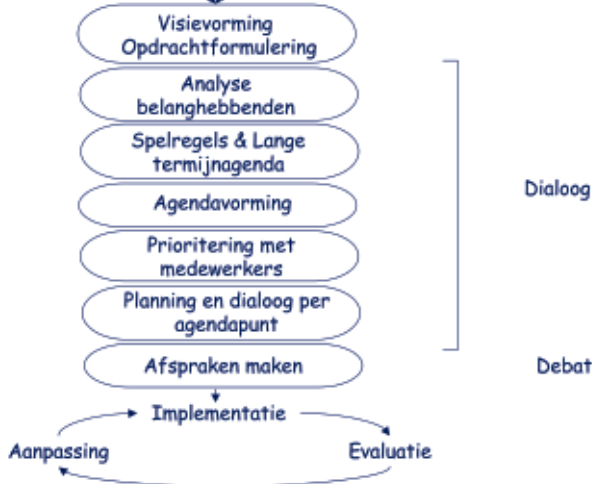 Visievorming
Opdrachtformulering
Analyse
belanghebbenden
Spelregels & Lange
termijnagenda
Dialoog
Agendavorming
Prioritering met
medewerkers
Planning en dialoog per
agendapunt
Afspraken maken
Debat
Implementatie
Aanpassing
Evaluatie